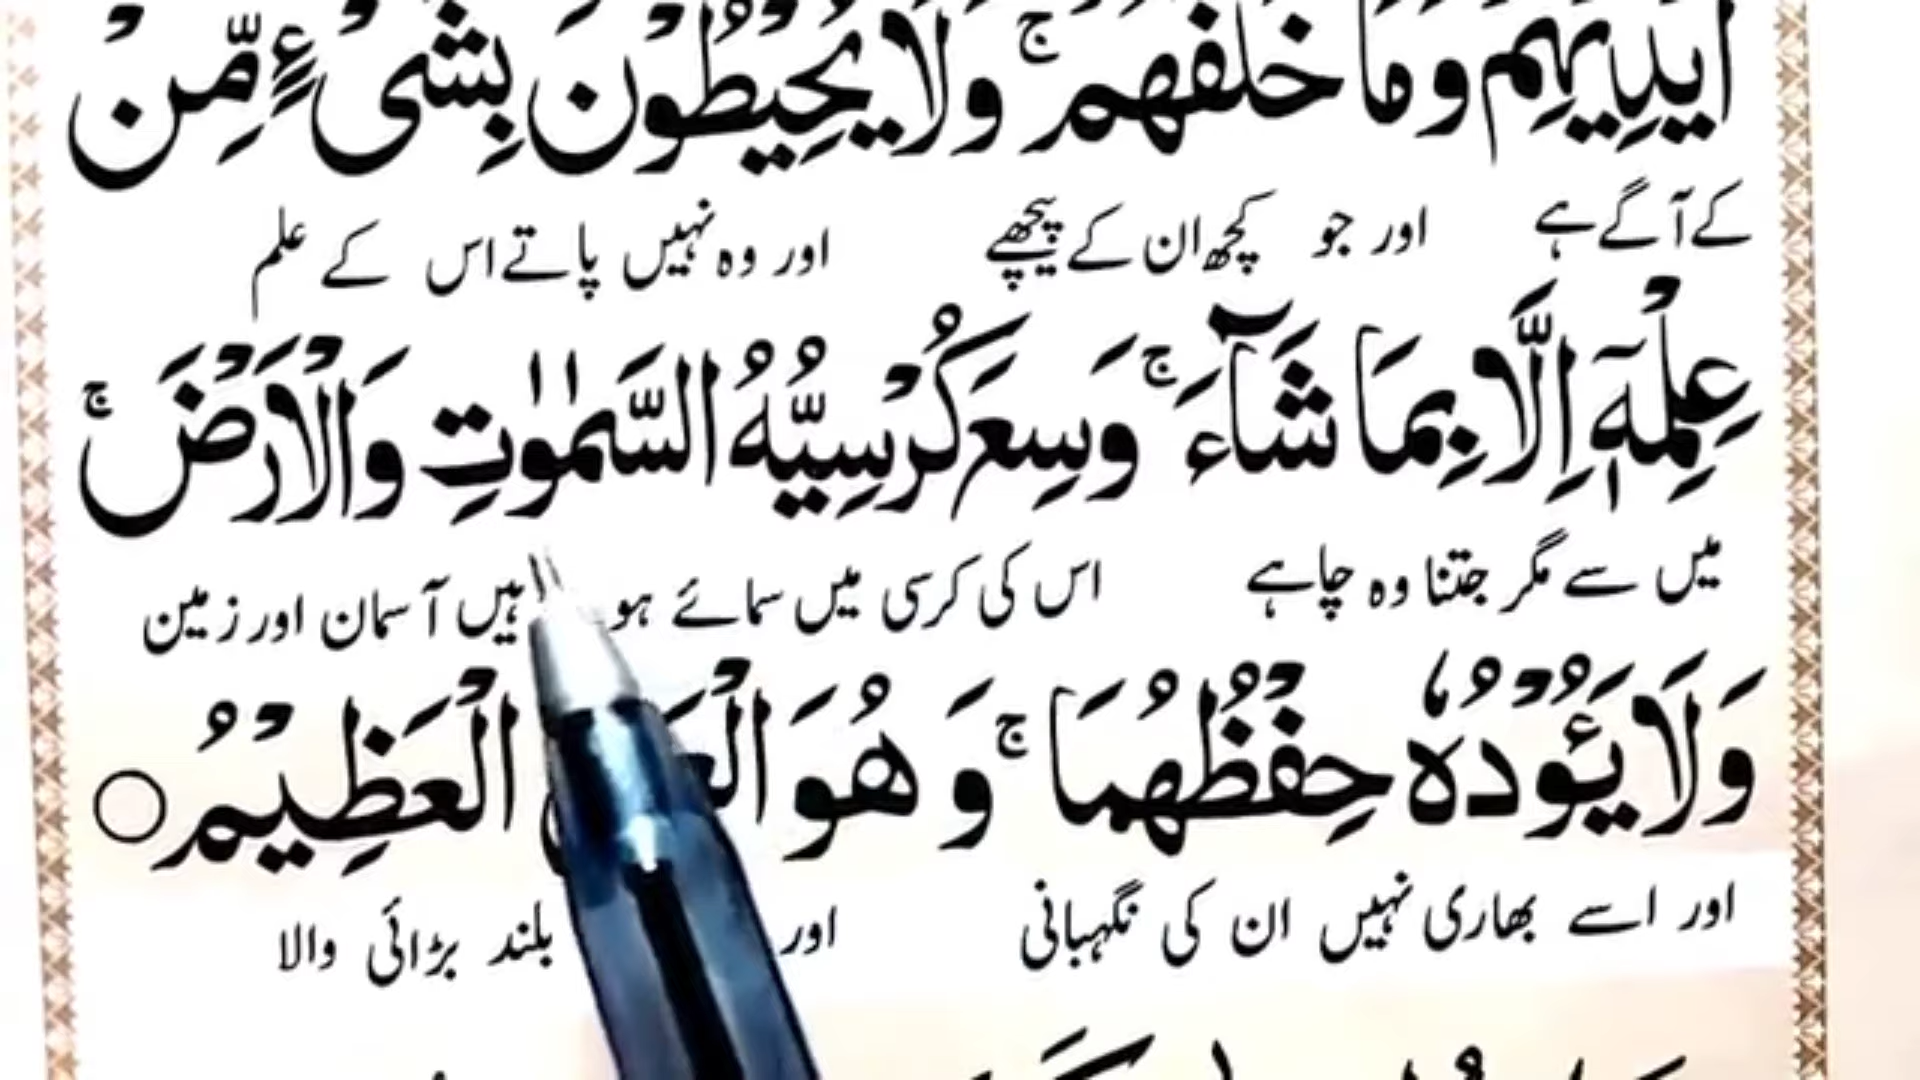 اَيْدِيْهِمْ وَمَا خَلْفَهُمْ ۚ وَلَا يُحِيْطُوْنَ بِشَىْءٍ مِّنْ
کے آگے ہے اور جو کچھ ان کے پیچھے اور وہ نہیں پاتے اس کے علم
عِلْمِهٖٓ اِلَّا بِمَا شَآءَ ۚ وَسِعَ كُرْسِيُّهُ السَّمٰوٰتِ وَالْاَرْضَ ۚ
میں سے مگر جتنا وہ چاہے اس کی کرسی میں سمائے ہیں آسمان اور زمین
وَلَا يَـُٔوْدُهٗ حِفْظُهُمَا ۚ وَ هُوَ الْعَظِيْمُ ○
اور اسے بھاری نہیں ان کی نگہبانی اور بلند بڑائی والا